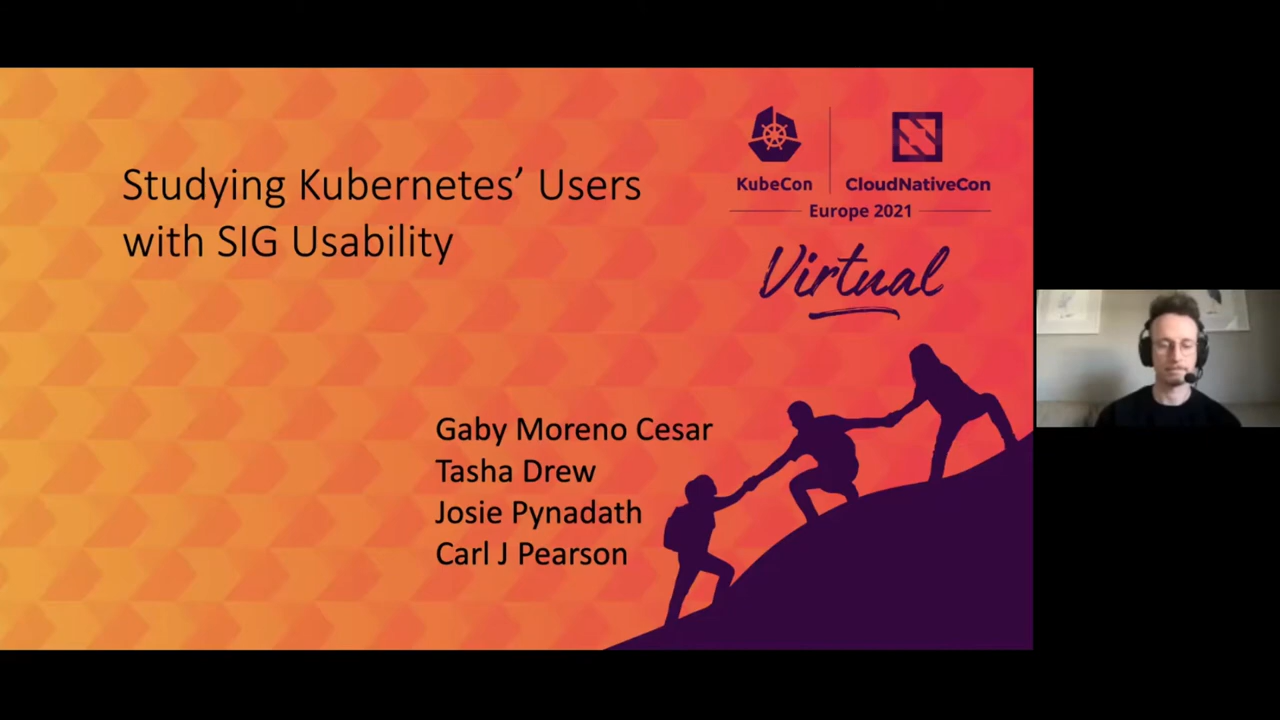 Studying Kubernetes’ Users
with SIG Usability
KubeCon
CloudNativeCon
Europe 2021
Virtual
Gaby Moreno Cesar
Tasha Drew
Josie Pynadath
Carl J Pearson